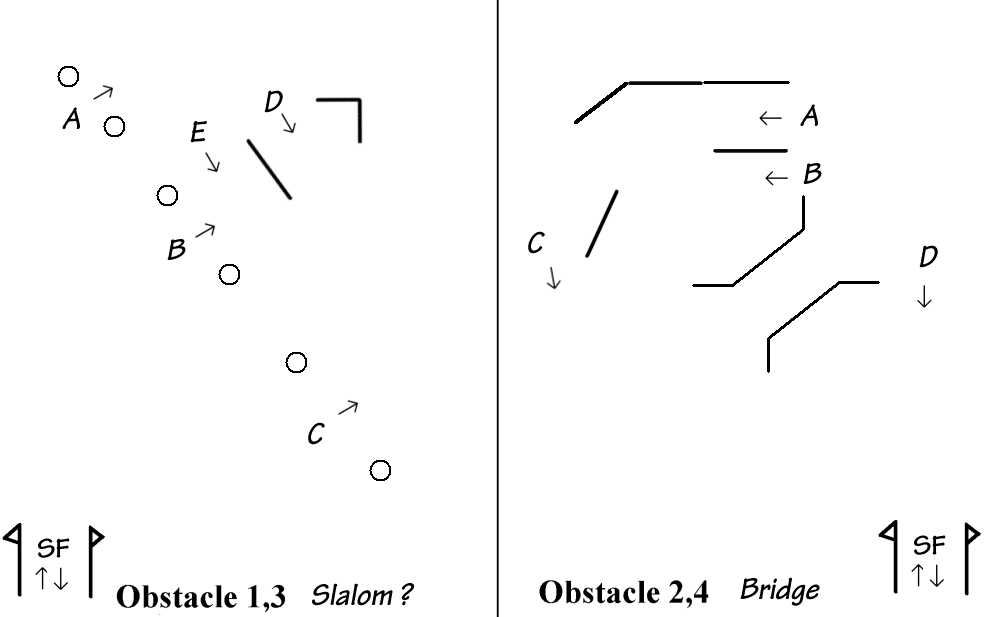 A
E
D
B
C
SF
Obstacle 1,3 Slalom ?
A
B
C
D
SF
Obstacle 2,4 Bridge